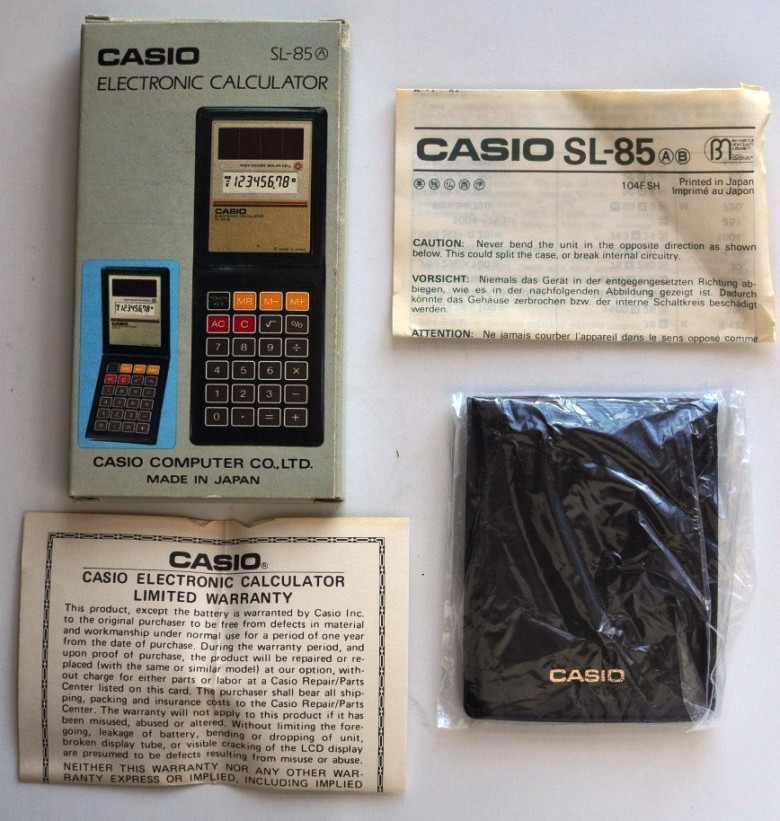 CASIO SL-85Ⓐ
ELECTRONIC CALCULATOR
HIGH POWER SOLAR CELL
12345678
CASIO
ELECTRONIC CALCULATOR
MR M- M+
AC C √ %
7 8 9 ÷
4 5 6 ×
1 2 3 −
0 · = +
12345678
CASIO
CASIO COMPUTER CO.,LTD.
MADE IN JAPAN
CASIO SL-85ⒶⒷ
104F SH Printed in Japan
Imprimé au Japon
CAUTION: Never bend the unit in the opposite direction as shown
below. This could split the case, or break internal circuitry.
VORSICHT: Niemals das Gerät in der entgegengesetzten Richtung ab-
biegen, wie es in der nachfolgenden Abbildung gezeigt ist. Dadurch
könnte das Gehäuse zerbrochen bzw. der interne Schaltkreis beschädigt
werden.
ATTENTION: Ne jamais courber l'appareil dans le sens opposé comme
CASIO®
CASIO ELECTRONIC CALCULATOR
LIMITED WARRANTY
This product, except the battery is warranted by Casio Inc.
to the original purchaser to be free from defects in material
and workmanship under normal use for a period of one year
from the date of purchase. During the warranty period, and
upon proof of purchase, the product will be repaired or re-
placed (with the same or similar model) at our option, with-
out charge for either parts or labor at a Casio Repair/Parts
Center listed on this card. The purchaser shall bear all ship-
ping, packing and insurance costs to the Casio Repair/Parts
Center. The warranty will not apply to this product if it has
been misused, abused or altered. Without limiting the fore-
going, leakage of battery, bending or dropping of unit,
broken display tube, or visible cracking of the LCD display
are presumed to be defects resulting from misuse or abuse.
NEITHER THIS WARRANTY NOR ANY OTHER WAR-
RANTY EXPRESS OR IMPLIED, INCLUDING IMPLIED
CASIO